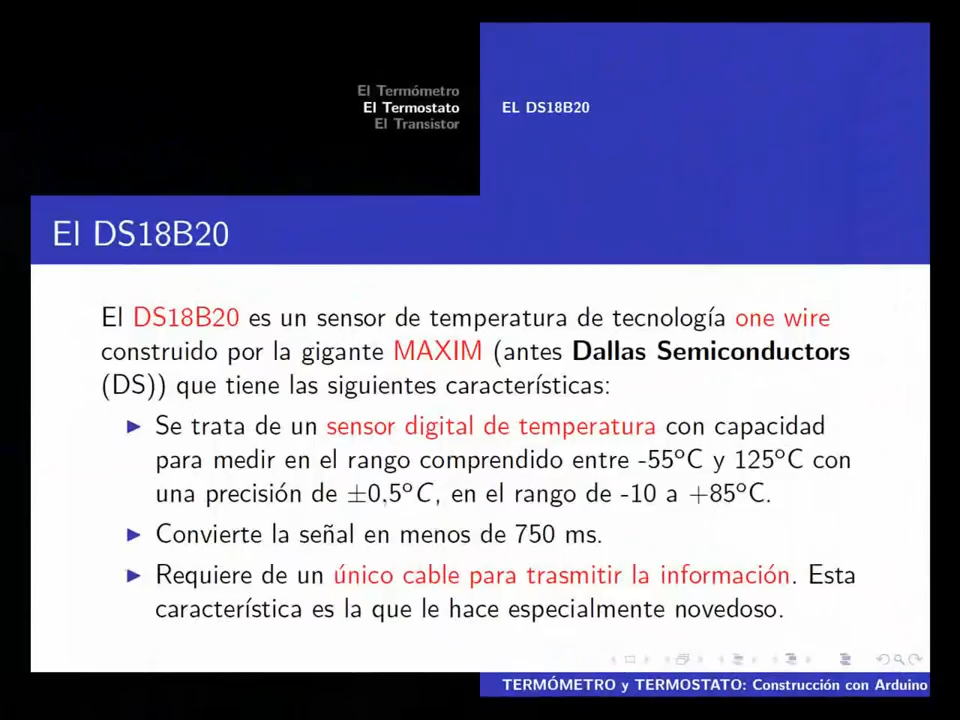 El Termómetro
El Termostato
El Transistor
EL DS18B20
El DS18B20
El DS18B20 es un sensor de temperatura de tecnología one wire
construido por la gigante MAXIM (antes Dallas Semiconductors
(DS)) que tiene las siguientes características:
Se trata de un sensor digital de temperatura con capacidad
para medir en el rango comprendido entre -55ºC y 125ºC con
una precisión de ±0,5ºC, en el rango de -10 a +85ºC.
Convierte la señal en menos de 750 ms.
Requiere de un único cable para trasmitir la información. Esta
característica es la que le hace especialmente novedoso.
TERMÓMETRO y TERMOSTATO: Construcción con Arduino